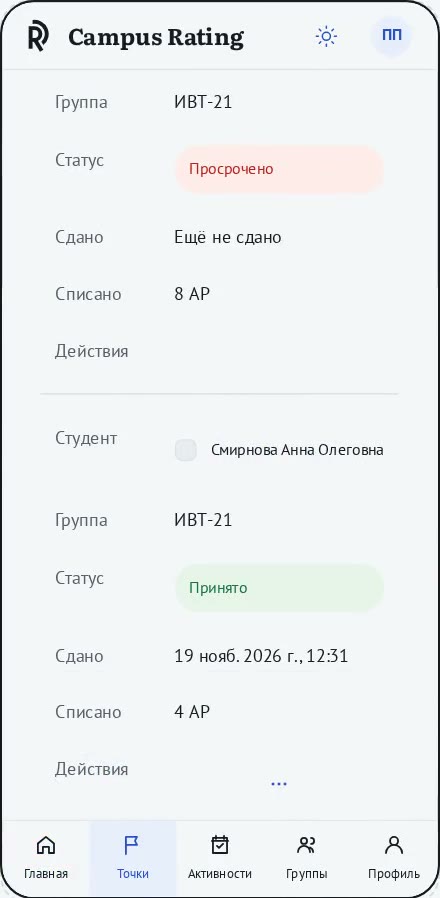 Campus Rating
ПП
Группа ИВТ-21
Статус Просрочено
Сдано Ещё не сдано
Списано 8 АР
Действия
Студент Смирнова Анна Олеговна
Группа ИВТ-21
Статус Принято
Сдано 19 нояб. 2026 г., 12:31
Списано 4 АР
Действия ...
Главная Точки Активности Группы Профиль